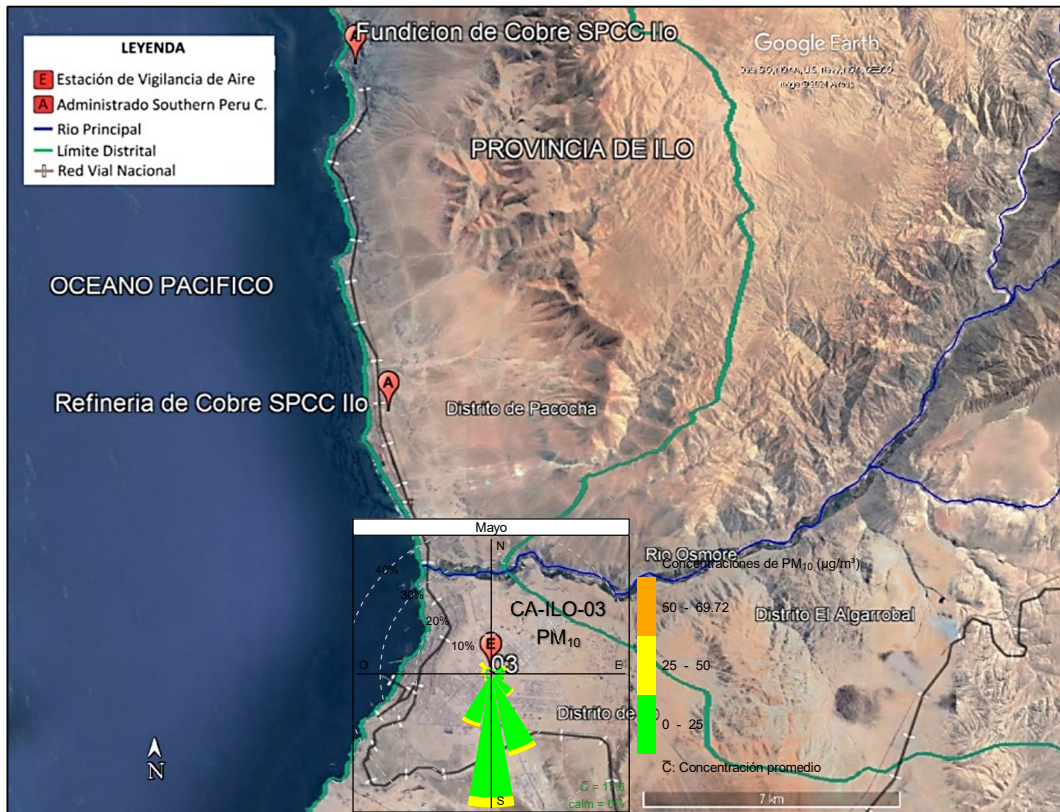 LEYENDA
E Estación de Vigilancia de Aire
A Administrado Southern Peru C.
Rio Principal
Límite Distrital
Red Vial Nacional
A
Fundicion de Cobre SPCC Ilo
Google Earth
PROVINCIA DE ILO
OCEANO PACIFICO
A
Refineria de Cobre SPCC Ilo
Distrito de Pacocha
Rio Osmore
Distrito El Algarrobal
Distrito de
Mayo
N
40%
30%
20%
10%
CA-ILO-03
PM10
E
03
O
E
S
calm = 0%
Concentraciones de PM10 (µg/m³)
50 - 69.72
25 - 50
0 - 25
C̅: Concentración promedio
N
7 km